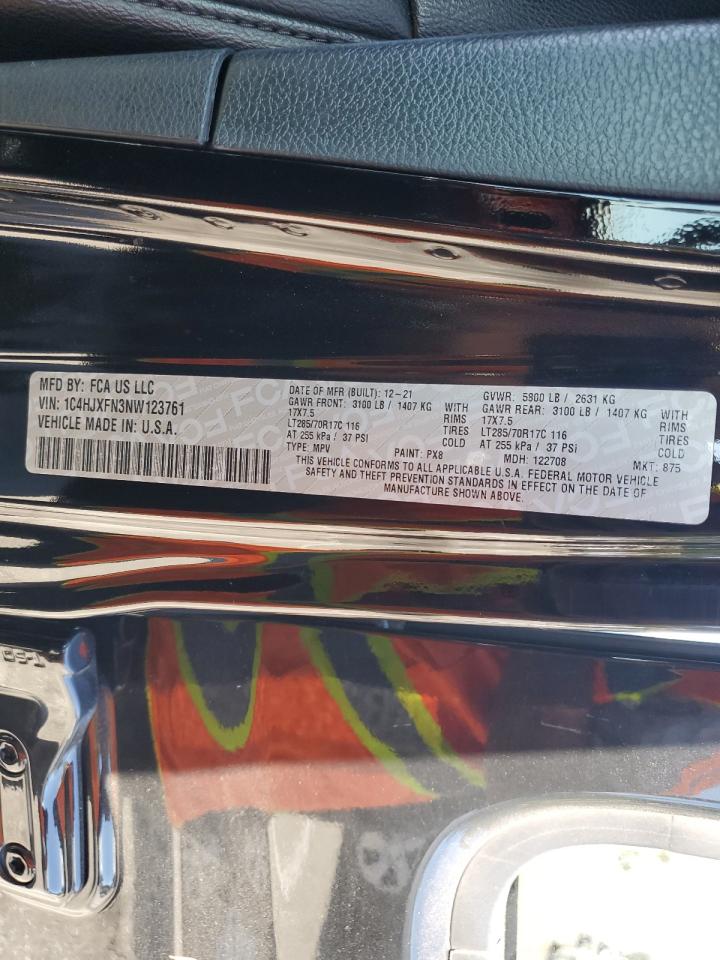 MFD BY: FCA US LLC
VIN: 1C4HJXFN3NW123761
VEHICLE MADE IN: U.S.A.
DATE OF MFR (BUILT): 12-21
GVWR: 5800 LB / 2631 KG
GAWR FRONT: 3100 LB / 1407 KG WITH
GAWR REAR: 3100 LB / 1407 KG WITH
17X7.5 RIMS
17X7.5 RIMS
LT285/70R17C 116 TIRES
LT285/70R17C 116 TIRES
AT 255 kPa / 37 PSI COLD
AT 255 kPa / 37 PSI COLD
TYPE: MPV PAINT: PX8 MDH: 122708 MKT: 875
THIS VEHICLE CONFORMS TO ALL APPLICABLE U.S.A. FEDERAL MOTOR VEHICLE
SAFETY AND THEFT PREVENTION STANDARDS IN EFFECT ON THE DATE OF
MANUFACTURE SHOWN ABOVE.